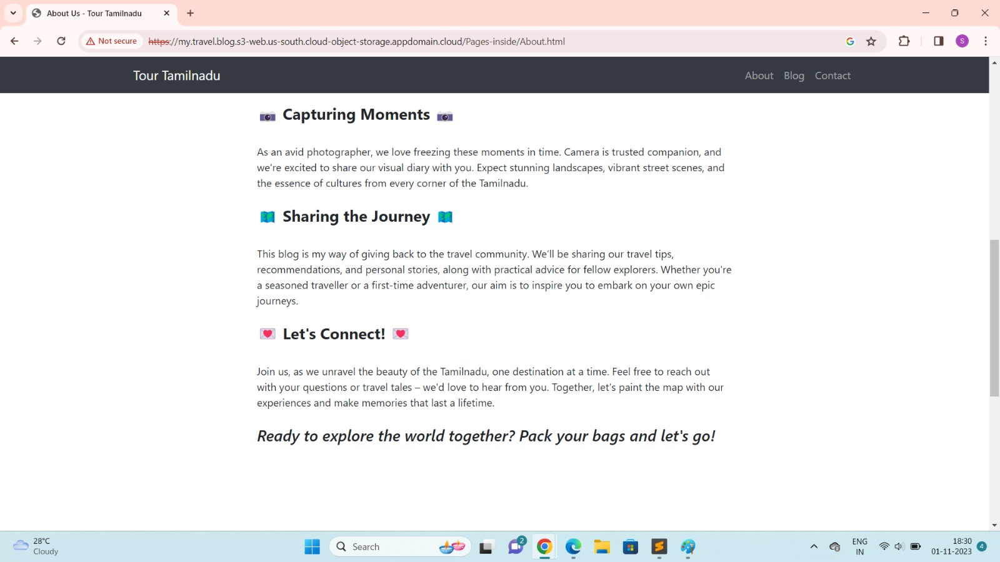 About Us - Tour Tamilnadu
Not secure
https://my.travel.blog.s3-web.us-south.cloud-object-storage.appdomain.cloud/Pages-inside/About.html
S
Tour Tamilnadu
About Blog Contact
Capturing Moments
As an avid photographer, we love freezing these moments in time. Camera is trusted companion, and
we're excited to share our visual diary with you. Expect stunning landscapes, vibrant street scenes, and
the essence of cultures from every corner of the Tamilnadu.
Sharing the Journey
This blog is my way of giving back to the travel community. We'll be sharing our travel tips,
recommendations, and personal stories, along with practical advice for fellow explorers. Whether you're
a seasoned traveller or a first-time adventurer, our aim is to inspire you to embark on your own epic
journeys.
Let's Connect!
Join us, as we unravel the beauty of the Tamilnadu, one destination at a time. Feel free to reach out
with your questions or travel tales – we'd love to hear from you. Together, let's paint the map with our
experiences and make memories that last a lifetime.
Ready to explore the world together? Pack your bags and let's go!
28°C
Cloudy
Search
2
ENG
IN
18:30
01-11-2023
4